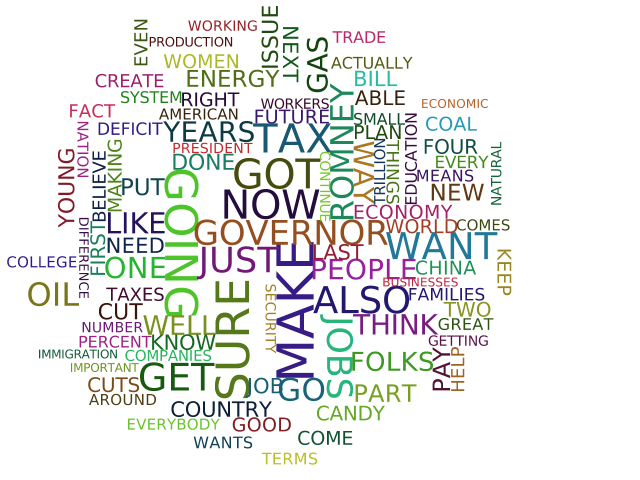 WORKING
EVEN
PRODUCTION
ISSUE
NEXT
GAS
TRADE
WOMEN
ACTUALLY
ENERGY
BILL
CREATE
SYSTEM
RIGHT
ABLE
WORKERS
ECONOMIC
FACT
AMERICAN
FUTURE
SMALL
COAL
NATION
DEFICIT
YEARS
TAX
ROMNEY
PLAN
EDUCATION
PRESIDENT
FOUR
YOUNG
BELIEVE
MAKING
DONE
GOT
CONTINUE
WAY
TRILLION
THINGS
EVERY
NATURAL
MEANS
PUT
GOING
NOW
NEW
ECONOMY
DIFFERENCE
FIRST
LIKE
GOVERNOR
WORLD
COMES
NEED
JUST
LAST
WANT
COLLEGE
ONE
PEOPLE
CHINA
KEEP
BUSINESSES
OIL
TAXES
SURE
SECURITY
MAKE
ALSO
FAMILIES
CUT
TWO
NUMBER
WELL
JOBS
THINK
GREAT
PERCENT
KNOW
GETTING
IMMIGRATION
COMPANIES
FOLKS
IMPORTANT
GET
PAY
HELP
CUTS
JOB
GO
PART
AROUND
COUNTRY
CANDY
EVERYBODY
GOOD
WANTS
COME
TERMS